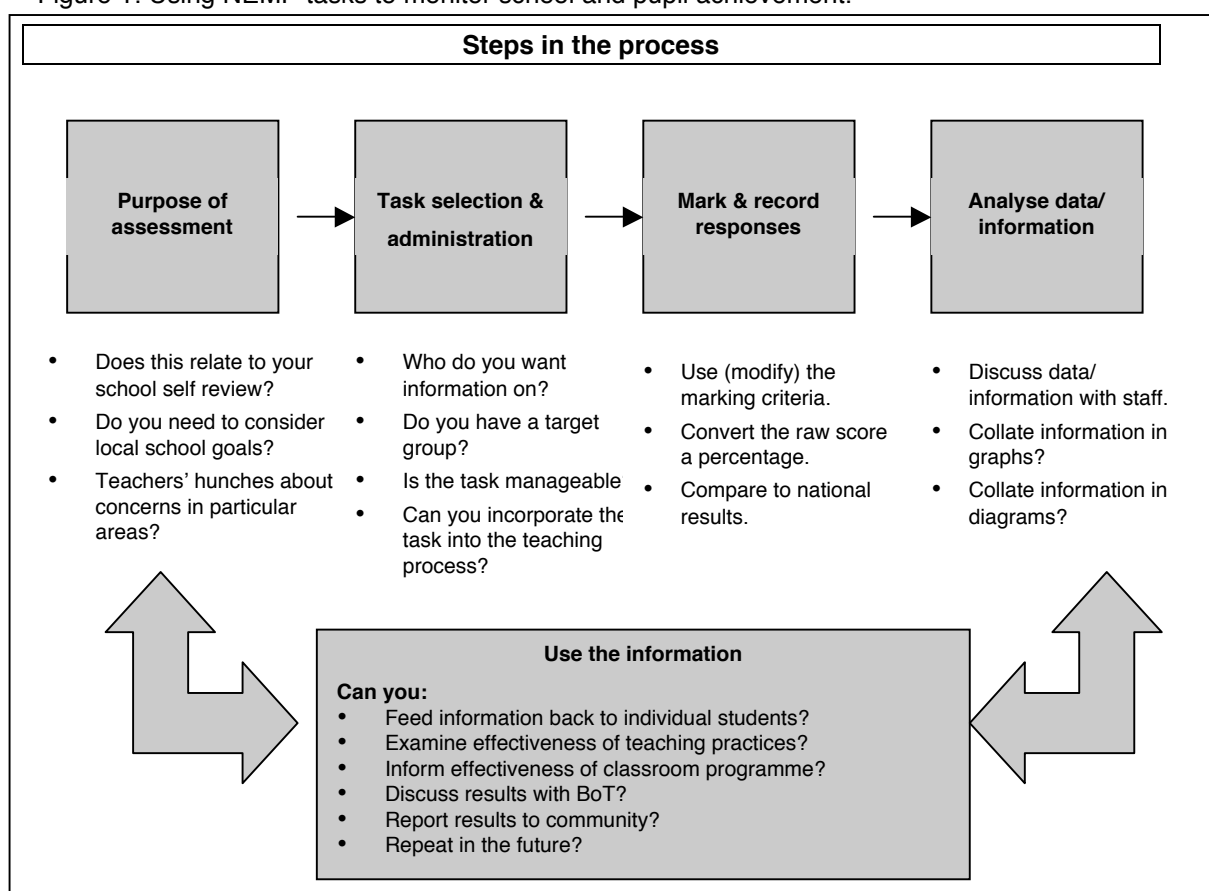 Figure 1: Using NEMP tasks to monitor school and pupil achievement.
Steps in the process
Purpose of
assessment
Task selection &
administration
Mark & record
responses
Analyse data/
information
• Does this relate to your
school self review?
• Do you need to consider
local school goals?
• Teachers' hunches about
concerns in particular
areas?
• Who do you want
information on?
• Do you have a target
group?
• Is the task manageable
• Can you incorporate the
task into the teaching
process?
• Use (modify) the
marking criteria.
• Convert the raw score
a percentage.
• Compare to national
results.
• Discuss data/
information with staff.
• Collate information in
graphs?
• Collate information in
diagrams?
Use the information
Can you:
• Feed information back to individual students?
• Examine effectiveness of teaching practices?
• Inform effectiveness of classroom programme?
• Discuss results with BoT?
• Report results to community?
• Repeat in the future?